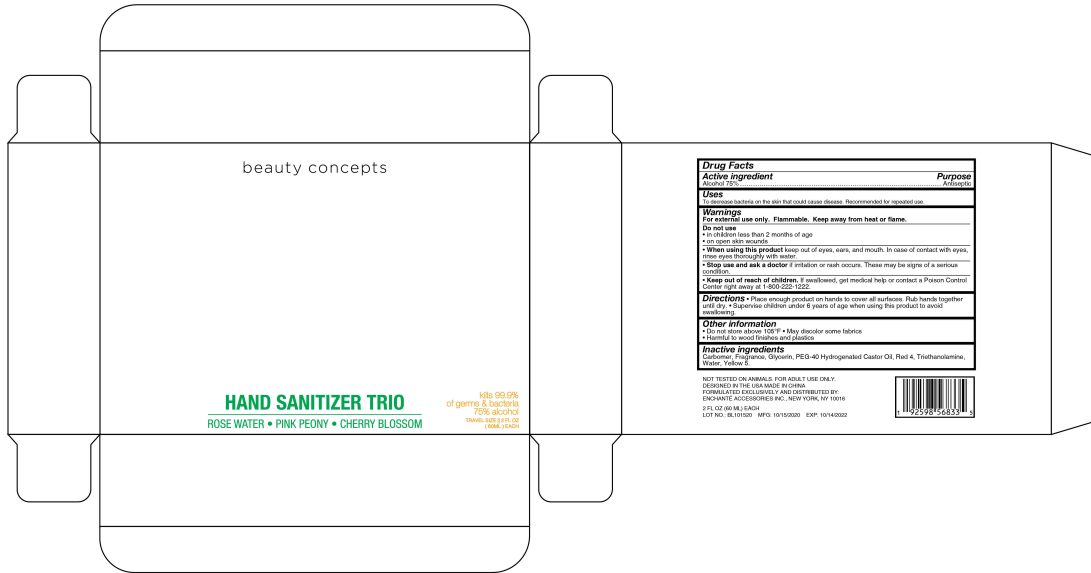 beauty concepts
HAND SANITIZER TRIO
ROSE WATER • PINK PEONY • CHERRY BLOSSOM
kills 99.9%
of germs & bacteria
75% alcohol
TRAVEL SIZE || 2 FL OZ
( 60ML ) EACH
Drug Facts
Active ingredient Purpose
Alcohol 75%........................................................................ Antiseptic
Uses
To decrease bacteria on the skin that could cause disease. Recommended for repeated use.
Warnings
For external use only. Flammable. Keep away from heat or flame.
Do not use
• in children less than 2 months of age
• on open skin wounds
• When using this product keep out of eyes, ears, and mouth. In case of contact with eyes,
rinse eyes thoroughly with water.
• Stop use and ask a doctor if irritation or rash occurs. These may be signs of a serious
condition.
• Keep out of reach of children. If swallowed, get medical help or contact a Poison Control
Center right away at 1-800-222-1222.
Directions • Place enough product on hands to cover all surfaces. Rub hands together
until dry. • Supervise children under 6 years of age when using this product to avoid
swallowing.
Other information
• Do not store above 105°F • May discolor some fabrics
• Harmful to wood finishes and plastics
Inactive ingredients
Carbomer, Fragrance, Glycerin, PEG-40 Hydrogenated Castor Oil, Red 4, Triethanolamine,
Water, Yellow 5.
NOT TESTED ON ANIMALS. FOR ADULT USE ONLY.
DESIGNED IN THE USA MADE IN CHINA
FORMULATED EXCLUSIVELY AND DISTRIBUTED BY:
ENCHANTÉ ACCESSORIES INC., NEW YORK, NY 10016
2 FL OZ (60 ML) EACH
LOT NO.: BL101520 MFG: 10/15/2020 EXP: 10/14/2022
1 92598 56833 5